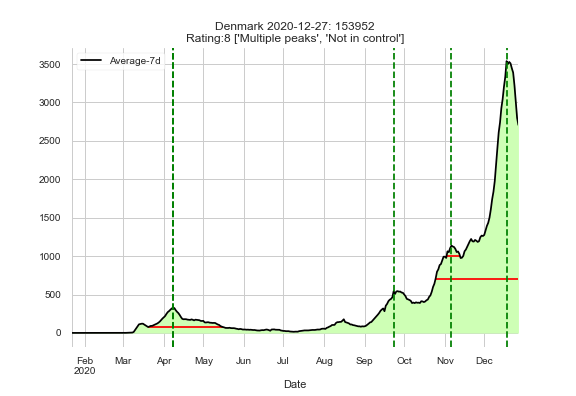 Denmark 2020-12-27: 153952
Rating:8 ['Multiple peaks', 'Not in control']
Average-7d
3500
3000
2500
2000
1500
1000
500
0
Feb Mar Apr May Jun Jul Aug Sep Oct Nov Dec
2020
Date